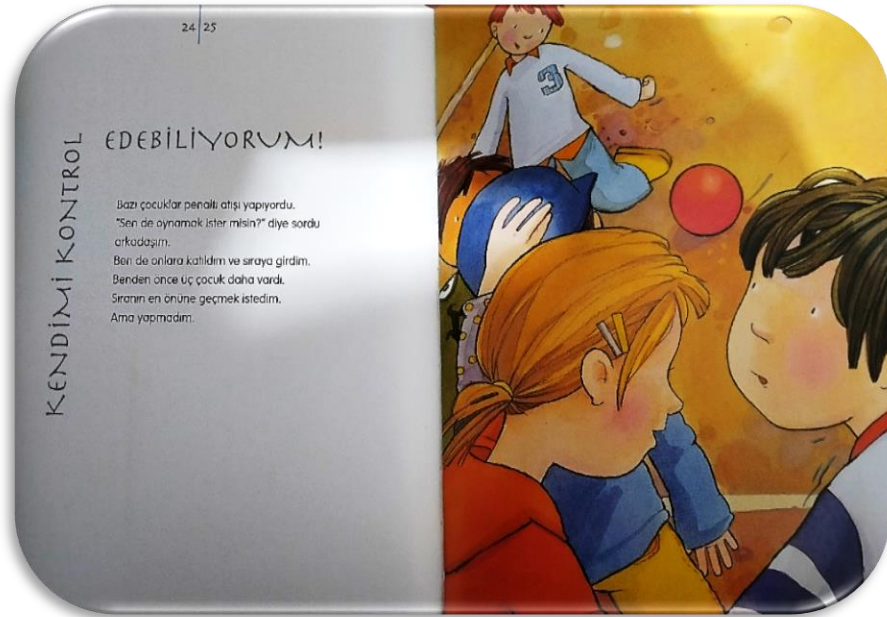 24 25
KENDİMİ KONTROL
EDEBİLİYORUM!
Bazı çocuklar penaltı atışı yapıyordu.
"Sen de oynamak ister misin?" diye sordu
arkadaşım.
Ben de onlara katıldım ve sıraya girdim.
Benden önce üç çocuk daha vardı.
Sıranın en önüne geçmek istedim.
Ama yapmadım.
3